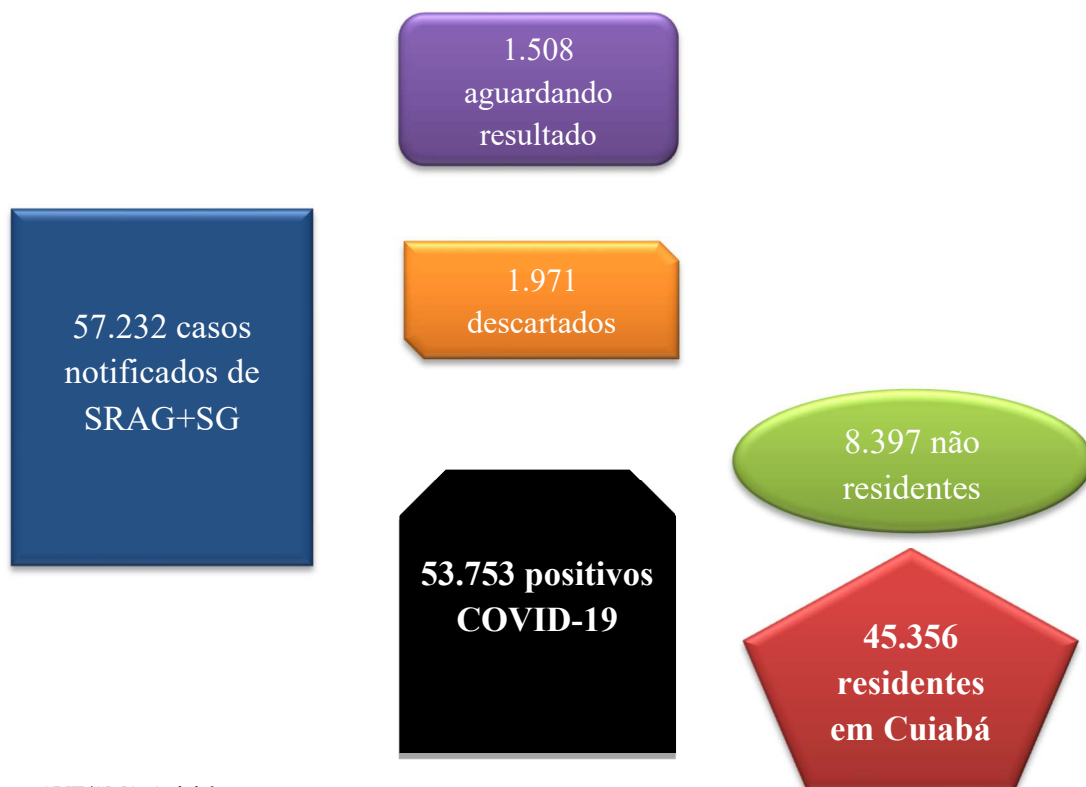 1.508
aguardando
resultado
57.232 casos
notificados de
SRAG+SG
1.971
descartados
53.753 positivos
COVID-19
8.397 não
residentes
45.356
residentes
em Cuiabá